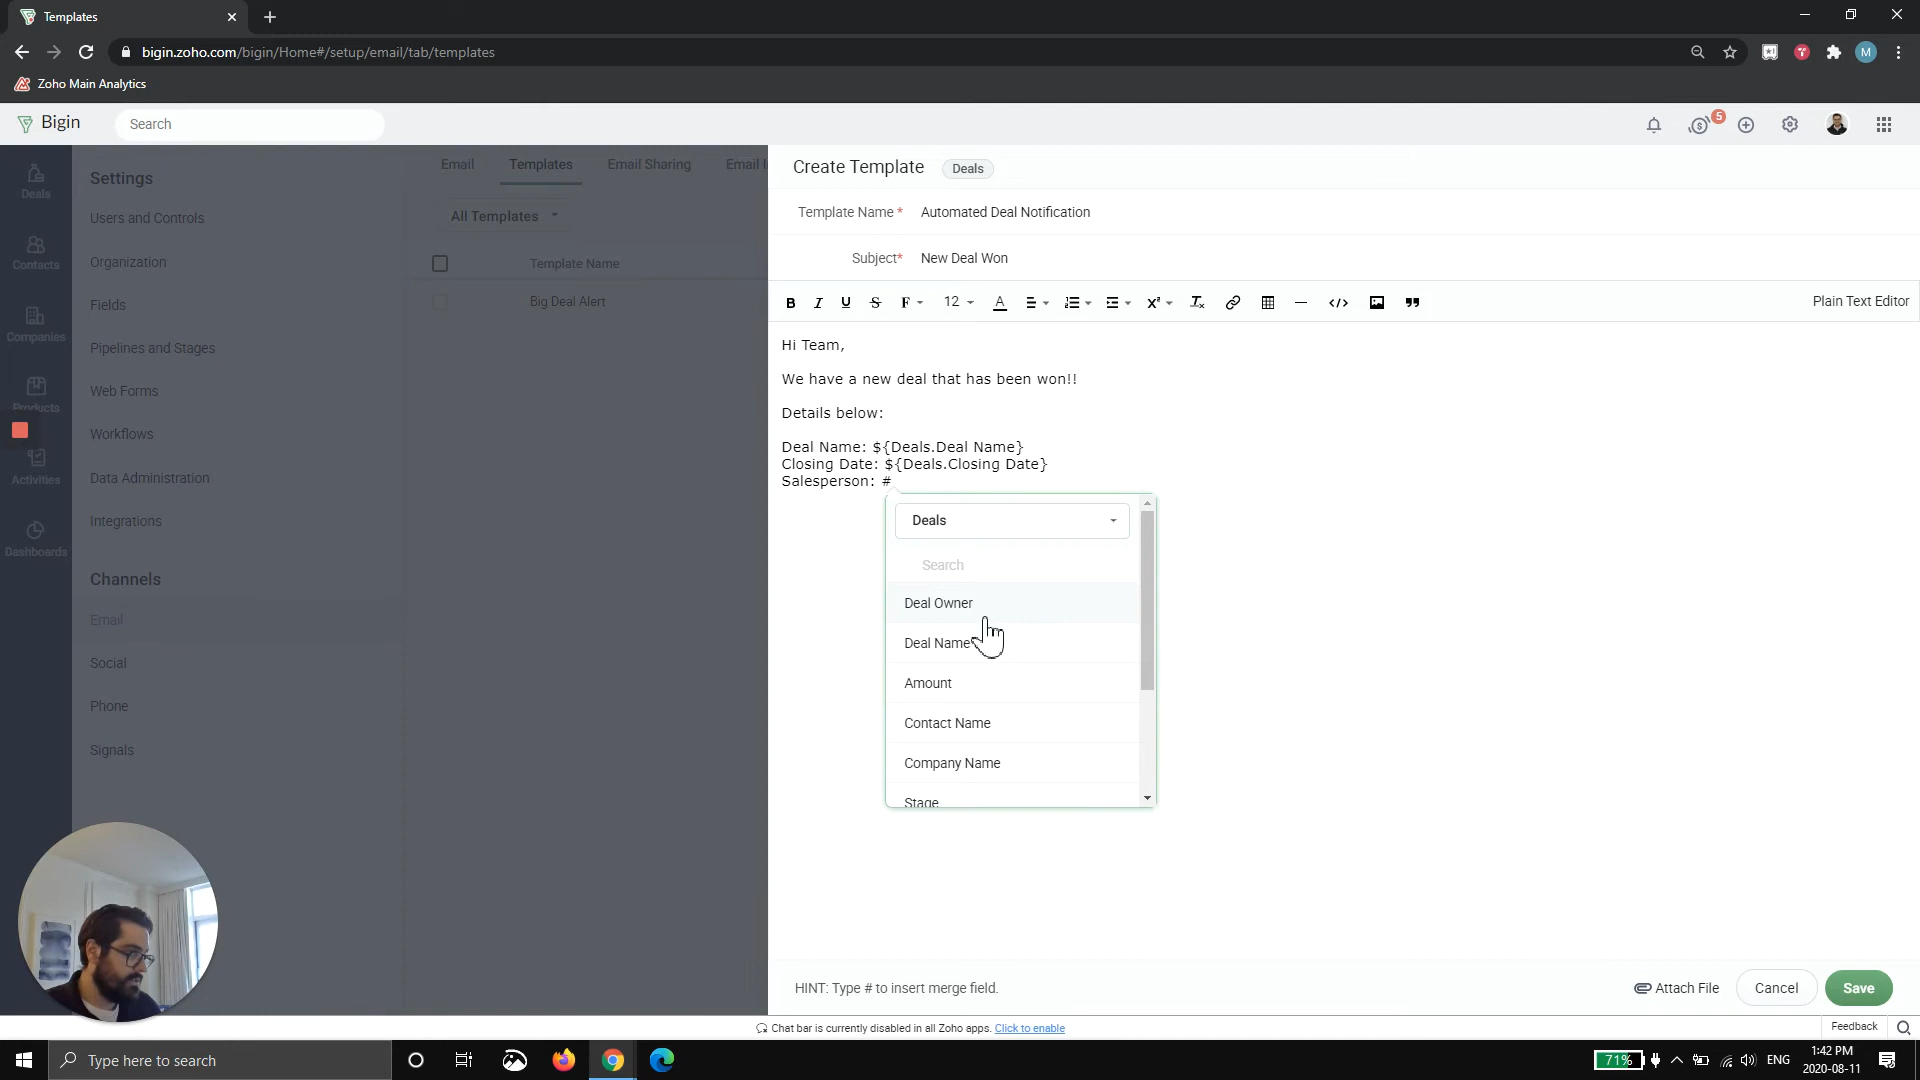 Templates
bigin.zoho.com/bigin/Home#/setup/email/tab/templates
M
Zoho Main Analytics
Bigin
Search
5
Deals
Contacts
Companies
Products
Activities
Dashboards
Settings
Users and Controls
Organization
Fields
Pipelines and Stages
Web Forms
Workflows
Data Administration
Integrations
Channels
Email
Social
Phone
Signals
Email
Templates
Email Sharing
Email I
All Templates
Template Name
Big Deal Alert
Create Template
Deals
Template Name *
Automated Deal Notification
Subject*
New Deal Won
B I U S F 12 A
Plain Text Editor
Hi Team,
We have a new deal that has been won!!
Details below:
Deal Name: ${Deals.Deal Name}
Closing Date: ${Deals.Closing Date}
Salesperson: #
Deals
Search
Deal Owner
Deal Name
Amount
Contact Name
Company Name
Stage
HINT: Type # to insert merge field.
Attach File
Cancel
Save
Chat bar is currently disabled in all Zoho apps. Click to enable
Feedback
Type here to search
71%
ENG
1:42 PM
2020-08-11